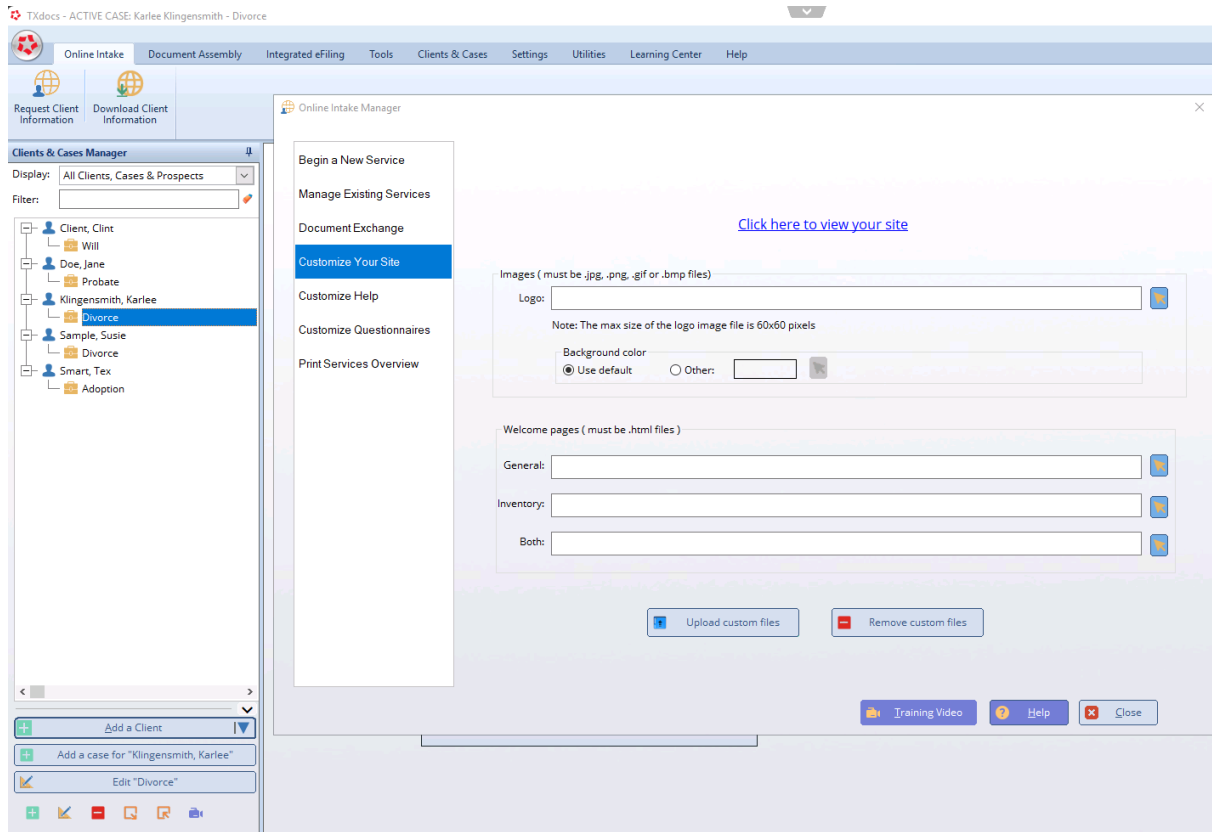 TXdocs - ACTIVE CASE: Karlee Klingensmith - Divorce
Online Intake Document Assembly Integrated eFiling Tools Clients & Cases Settings Utilities Learning Center Help
Request Client Information
Download Client Information
Clients & Cases Manager
Display: All Clients, Cases & Prospects
Filter:
Client, Clint
Will
Doe, Jane
Probate
Klingensmith, Karlee
Divorce
Sample, Susie
Divorce
Smart, Tex
Adoption
Add a Client
Add a case for "Klingensmith, Karlee"
Edit "Divorce"
Online Intake Manager
Begin a New Service
Manage Existing Services
Document Exchange
Customize Your Site
Customize Help
Customize Questionnaires
Print Services Overview
Click here to view your site
Images ( must be .jpg, .png, .gif or .bmp files)
Logo:
Note: The max size of the logo image file is 60x60 pixels
Background color
Use default Other:
Welcome pages ( must be .html files )
General:
Inventory:
Both:
Upload custom files Remove custom files
Training Video Help Close